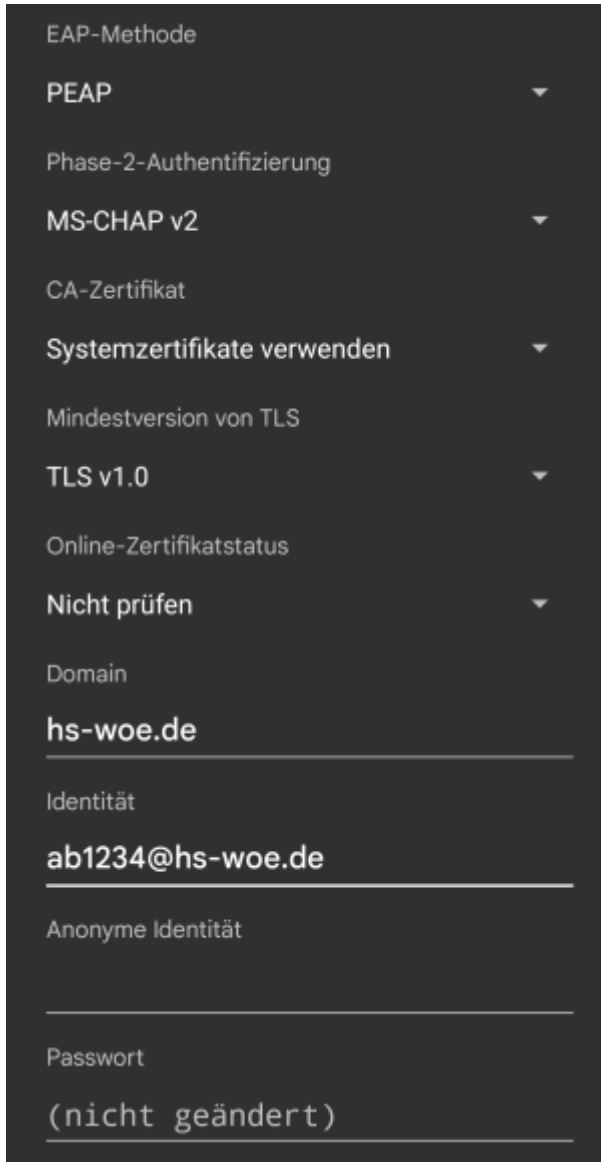 EAP-Methode
PEAP
Phase-2-Authentifizierung
MS-CHAP v2
CA-Zertifikat
Systemzertifikate verwenden
Mindestversion von TLS
TLS v1.0
Online-Zertifikatstatus
Nicht prüfen
Domain
hs-woe.de
Identität
ab1234@hs-woe.de
Anonyme Identität
Passwort
(nicht geändert)